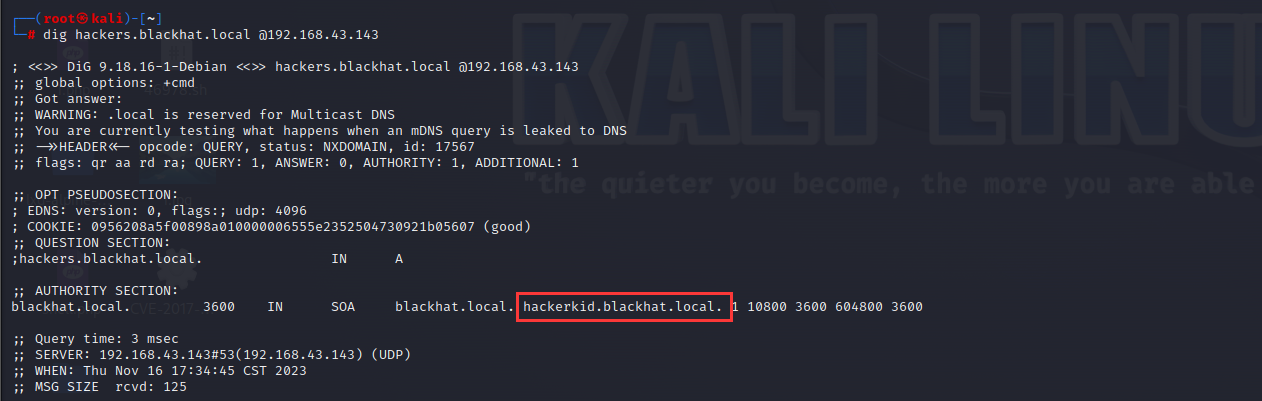 ┌──(root㉿kali)-[~]
└─# dig hackers.blackhat.local @192.168.43.143
; <<>> DiG 9.18.16-1-Debian <<>> hackers.blackhat.local @192.168.43.143
;; global options: +cmd
;; Got answer:
;; WARNING: .local is reserved for Multicast DNS
;; You are currently testing what happens when an mDNS query is leaked to DNS
;; ->>HEADER<<- opcode: QUERY, status: NXDOMAIN, id: 17567
;; flags: qr aa rd ra; QUERY: 1, ANSWER: 0, AUTHORITY: 1, ADDITIONAL: 1
;; OPT PSEUDOSECTION:
; EDNS: version: 0, flags:; udp: 4096
; COOKIE: 0956208a5f00898a010000006555e2352504730921b05607 (good)
;; QUESTION SECTION:
;hackers.blackhat.local. IN A
;; AUTHORITY SECTION:
blackhat.local. 3600 IN SOA blackhat.local. hackerkid.blackhat.local. 1 10800 3600 604800 3600
;; Query time: 3 msec
;; SERVER: 192.168.43.143#53(192.168.43.143) (UDP)
;; WHEN: Thu Nov 16 17:34:45 CST 2023
;; MSG SIZE rcvd: 125
KALI LINU
"the quieter you become, the more you are able